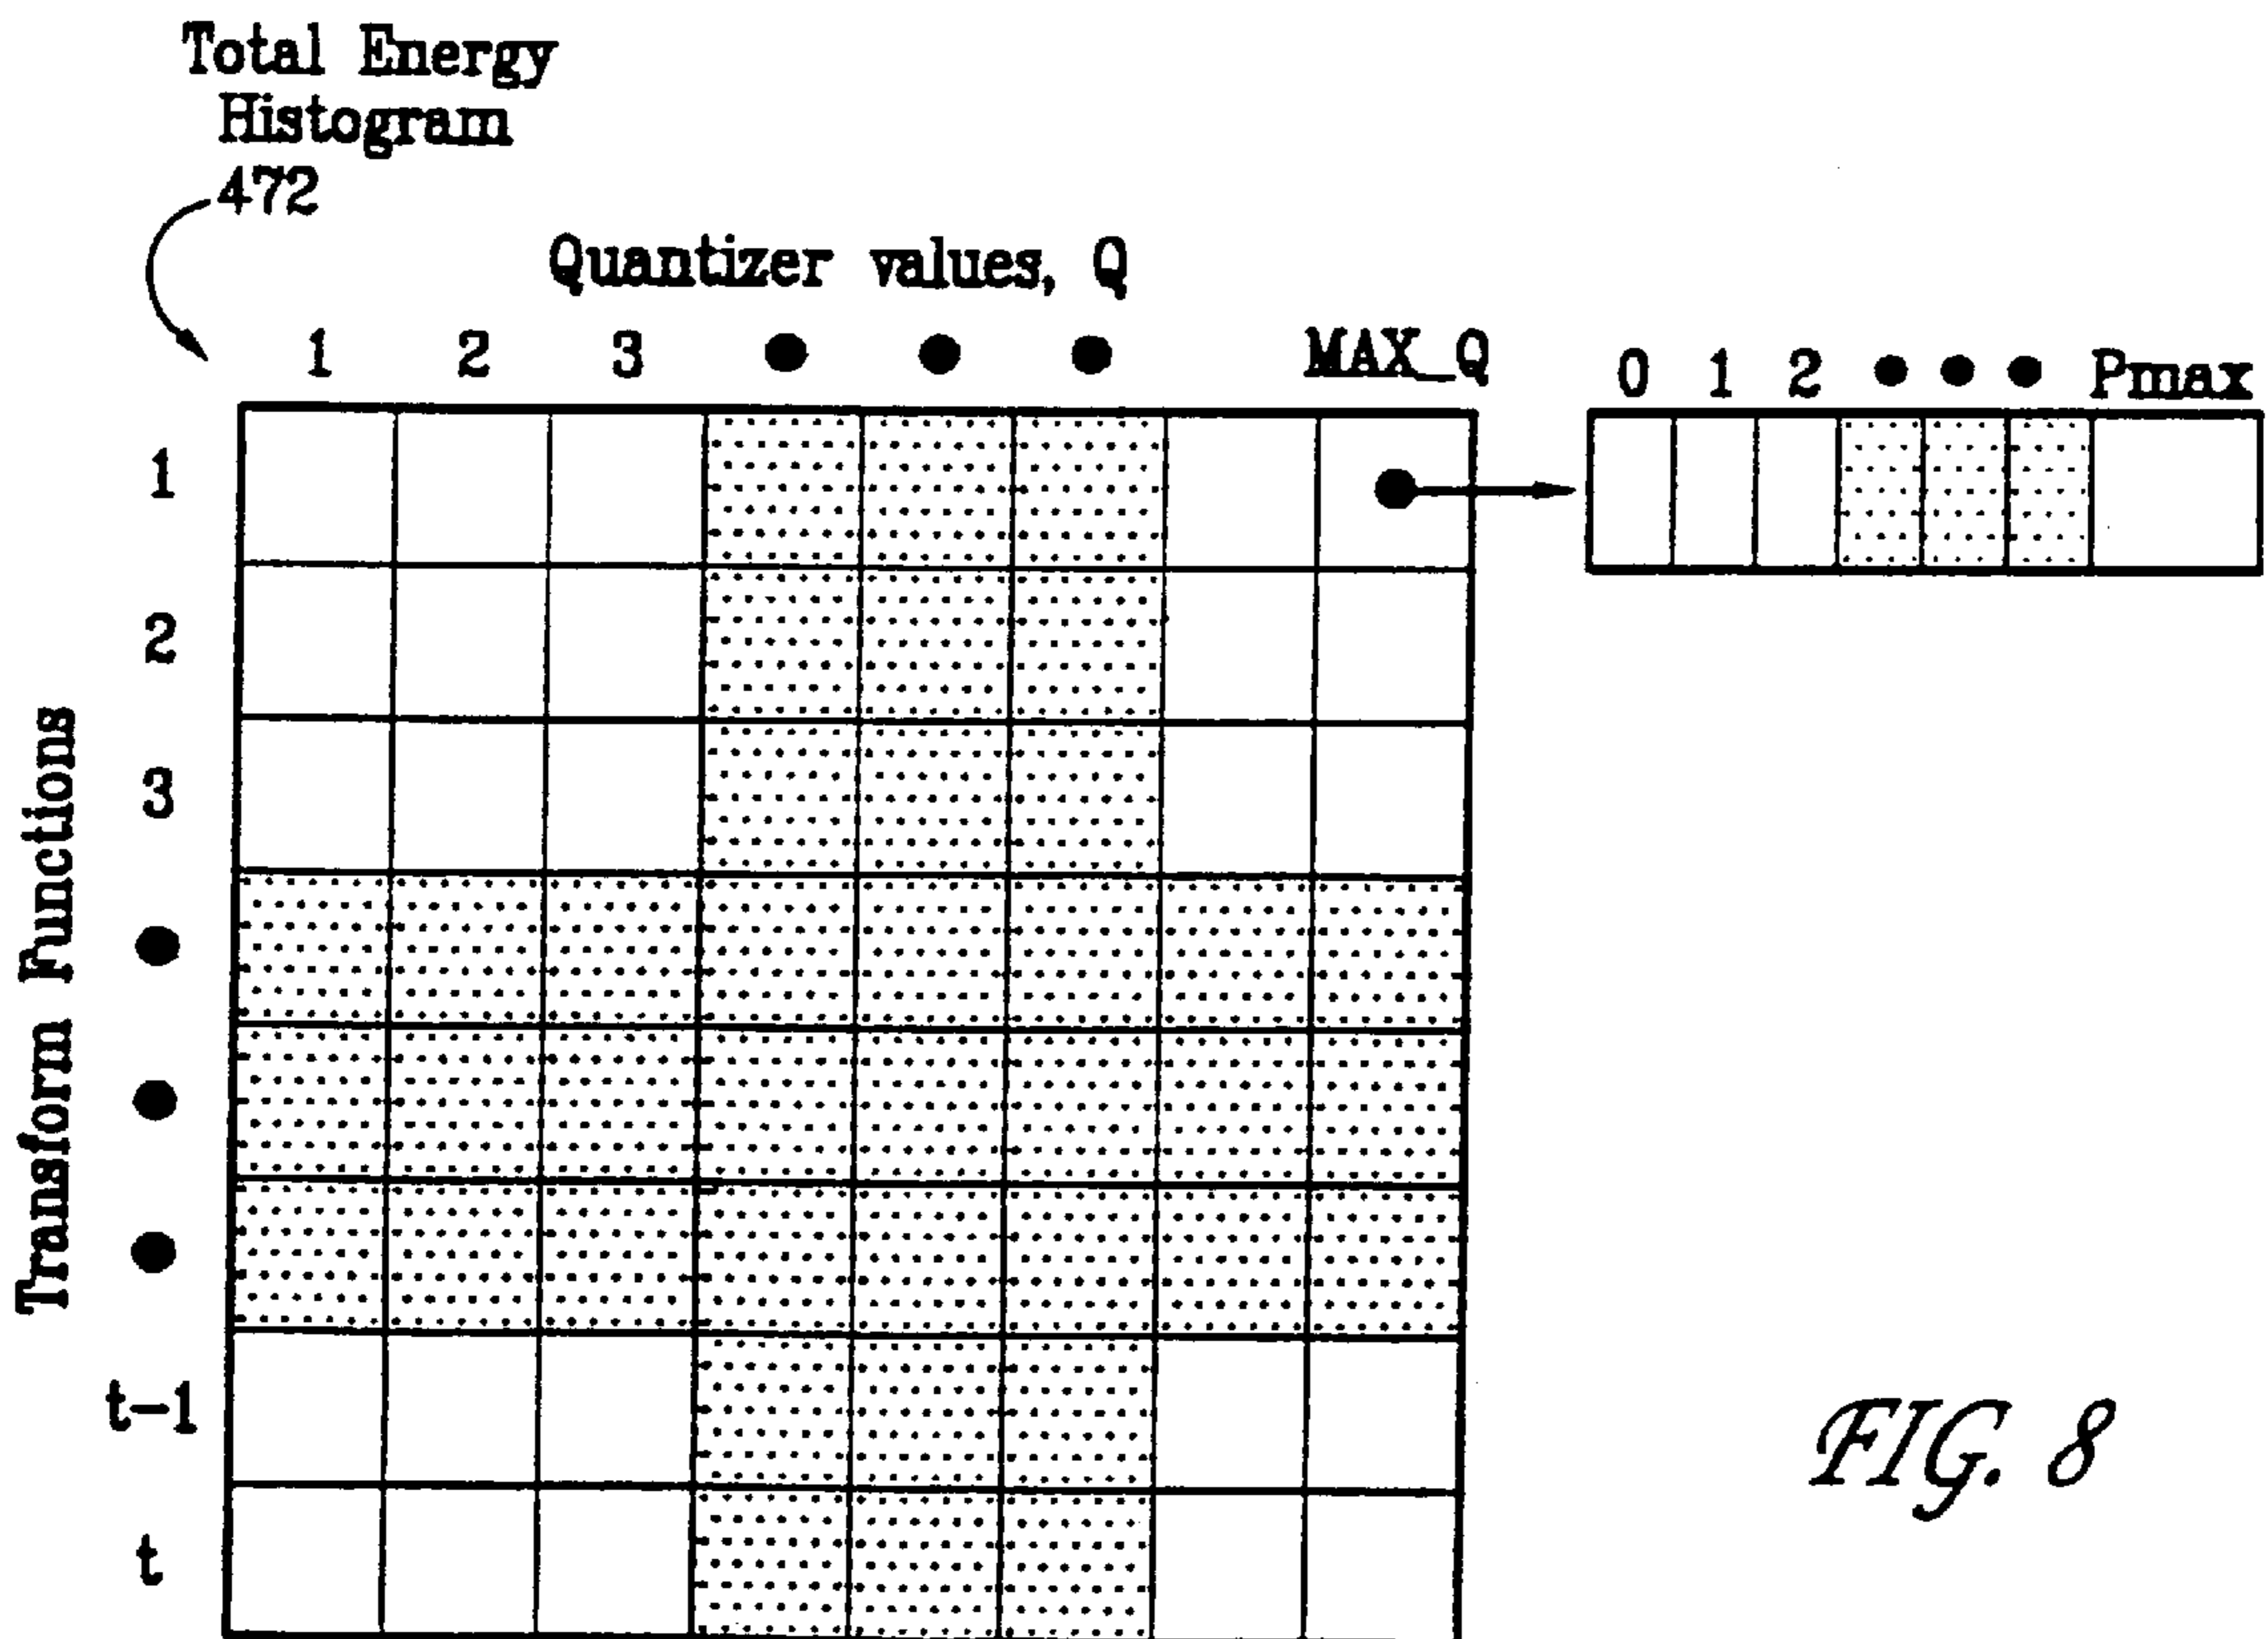 Total Energy
Histogram
472
Quantizer values, Q
1 2 3 ● ● ● MAX_Q
0 1 2 ● ● ● Pmax
Transform Functions
1
2
3
●
●
●
t-1
t
FIG. 8